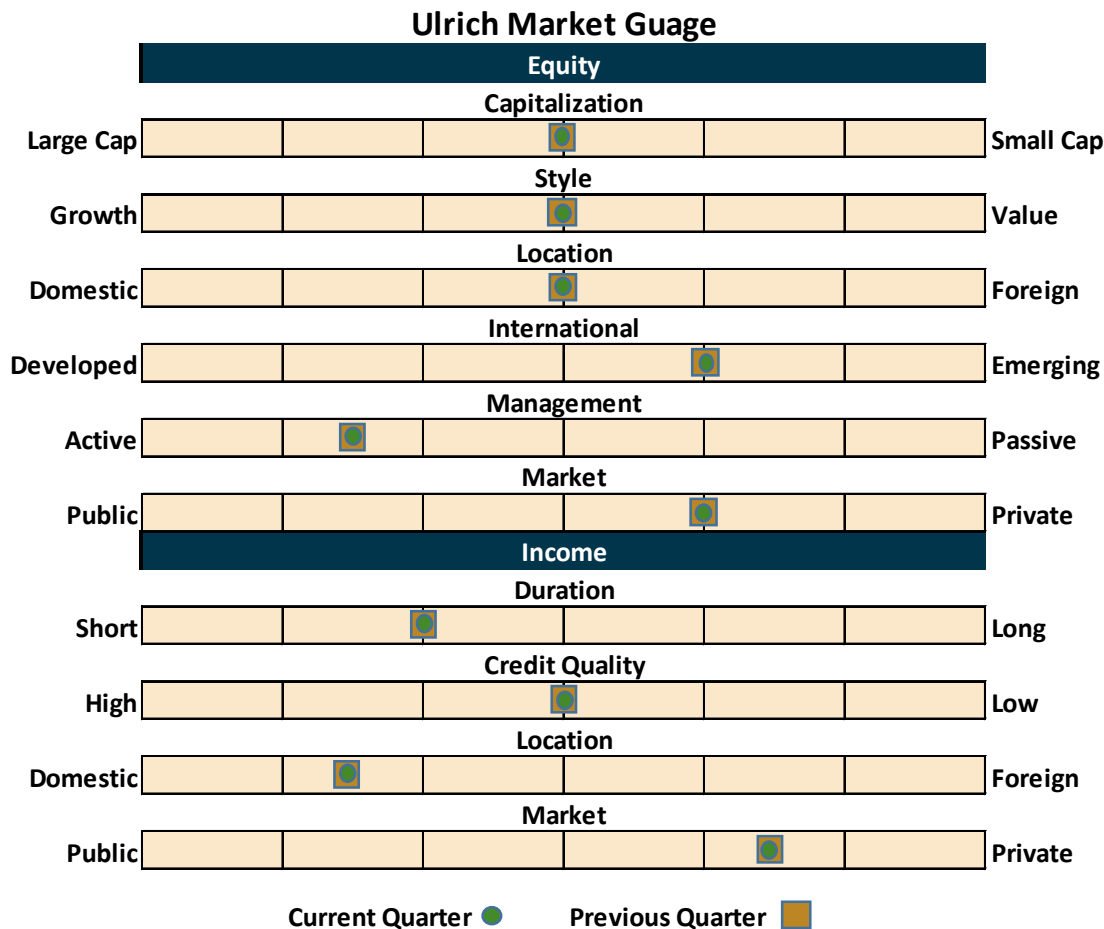 Ulrich Market Guage
Equity
Capitalization
Large Cap Small Cap
Style
Growth Value
Location
Domestic Foreign
International
Developed Emerging
Management
Active Passive
Market
Public Private
Income
Duration
Short Long
Credit Quality
High Low
Location
Domestic Foreign
Market
Public Private
Current Quarter Previous Quarter